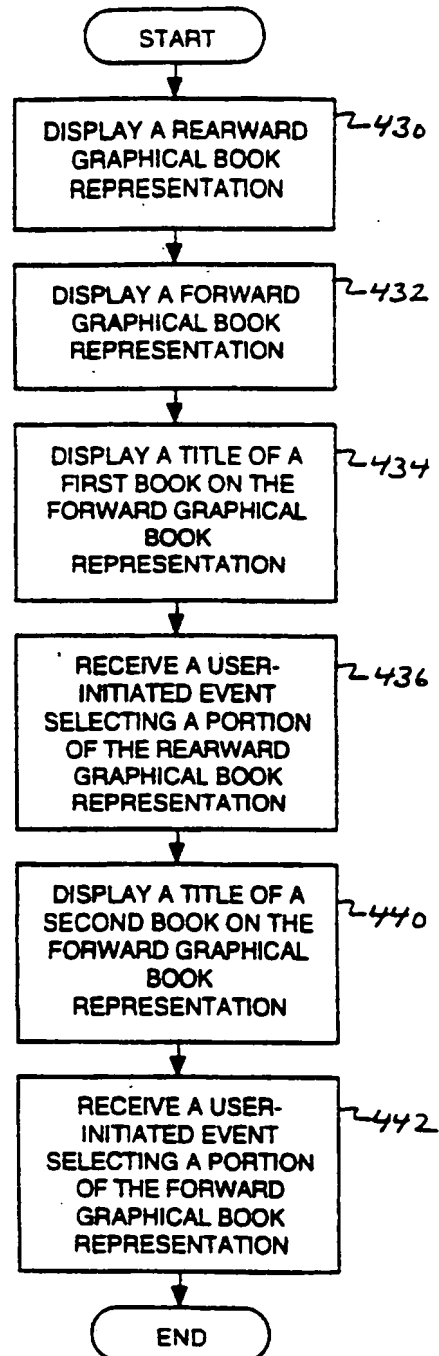 START
DISPLAY A REARWARD
GRAPHICAL BOOK
REPRESENTATION
430
DISPLAY A FORWARD
GRAPHICAL BOOK
REPRESENTATION
432
DISPLAY A TITLE OF A
FIRST BOOK ON THE
FORWARD GRAPHICAL
BOOK
REPRESENTATION
434
RECEIVE A USER-
INITIATED EVENT
SELECTING A PORTION
OF THE REARWARD
GRAPHICAL BOOK
REPRESENTATION
436
DISPLAY A TITLE OF A
SECOND BOOK ON THE
FORWARD GRAPHICAL
BOOK
REPRESENTATION
440
RECEIVE A USER-
INITIATED EVENT
SELECTING A PORTION
OF THE FORWARD
GRAPHICAL BOOK
REPRESENTATION
442
END